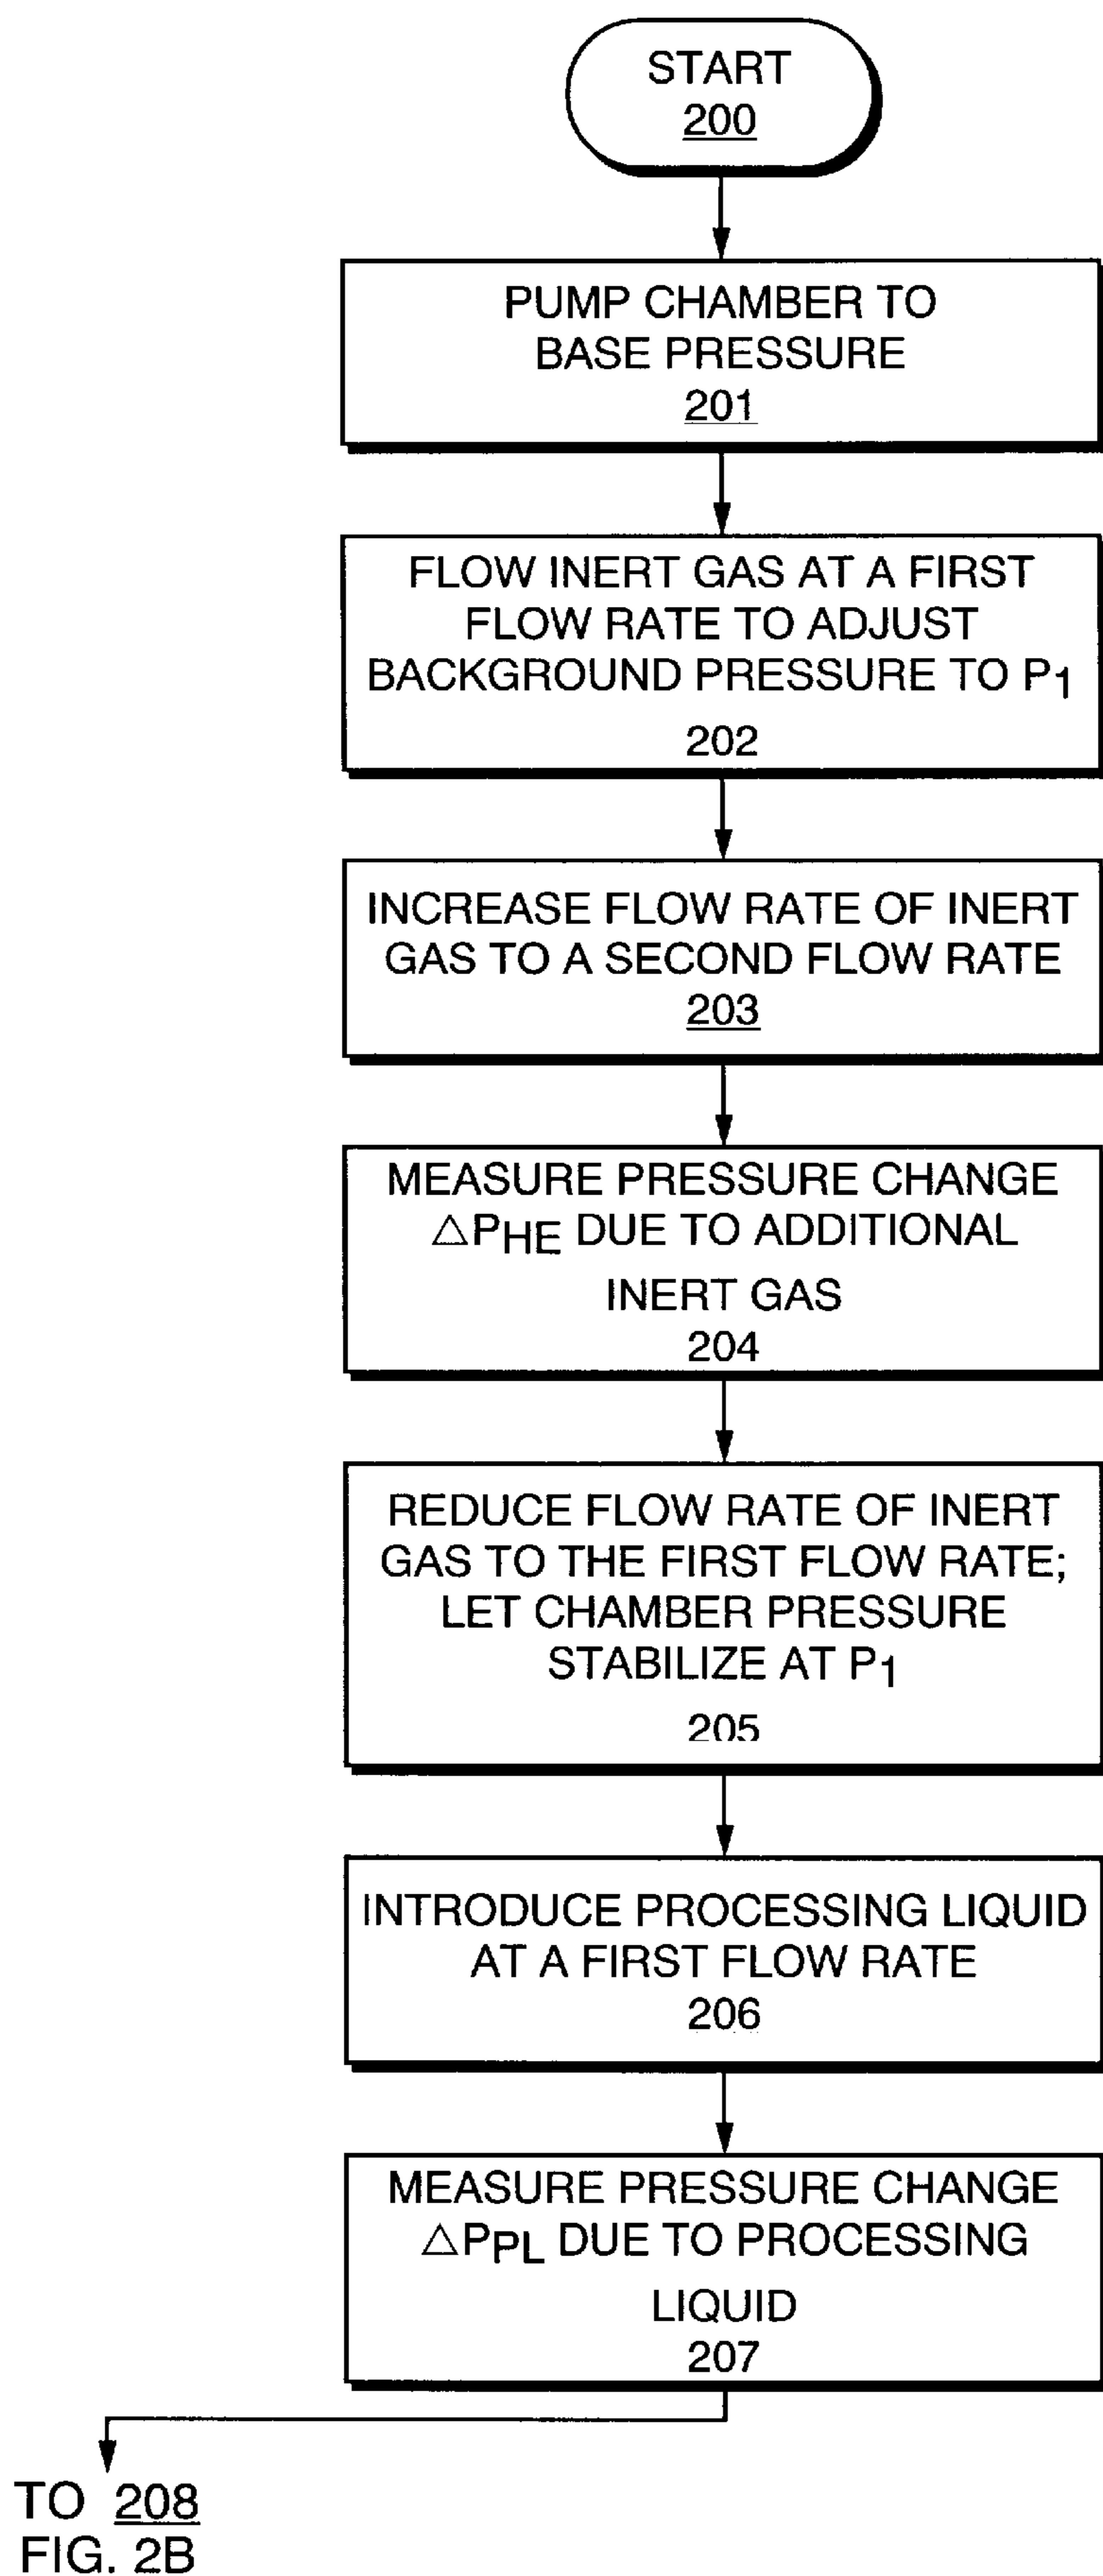 START
200
PUMP CHAMBER TO
BASE PRESSURE
201
FLOW INERT GAS AT A FIRST
FLOW RATE TO ADJUST
BACKGROUND PRESSURE TO P1
202
INCREASE FLOW RATE OF INERT
GAS TO A SECOND FLOW RATE
203
MEASURE PRESSURE CHANGE
△PHE DUE TO ADDITIONAL
INERT GAS
204
REDUCE FLOW RATE OF INERT
GAS TO THE FIRST FLOW RATE;
LET CHAMBER PRESSURE
STABILIZE AT P1
205
INTRODUCE PROCESSING LIQUID
AT A FIRST FLOW RATE
206
MEASURE PRESSURE CHANGE
△PPL DUE TO PROCESSING
LIQUID
207
TO 208
FIG. 2B